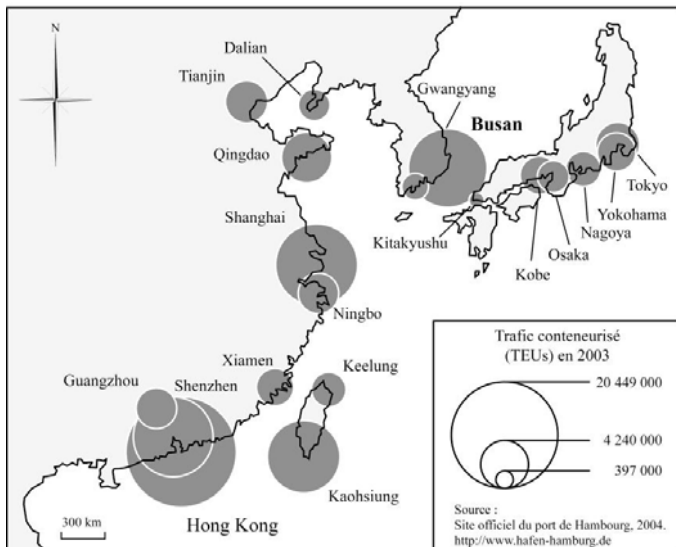 Dalian
Tianjin
Gwangyang
Busan
Qingdao
Tokyo
Yokohama
Shanghai
Nagoya
Kitakyushu
Osaka
Kobe
Ningbo
Xiamen
Keelung
Guangzhou
Shenzhen
Kaohsiung
Hong Kong
300 km
Trafic conteneurisé
(TEUs) en 2003
20 449 000
4 240 000
397 000
Source :
Site officiel du port de Hambourg, 2004.
http://www.hafen-hamburg.de